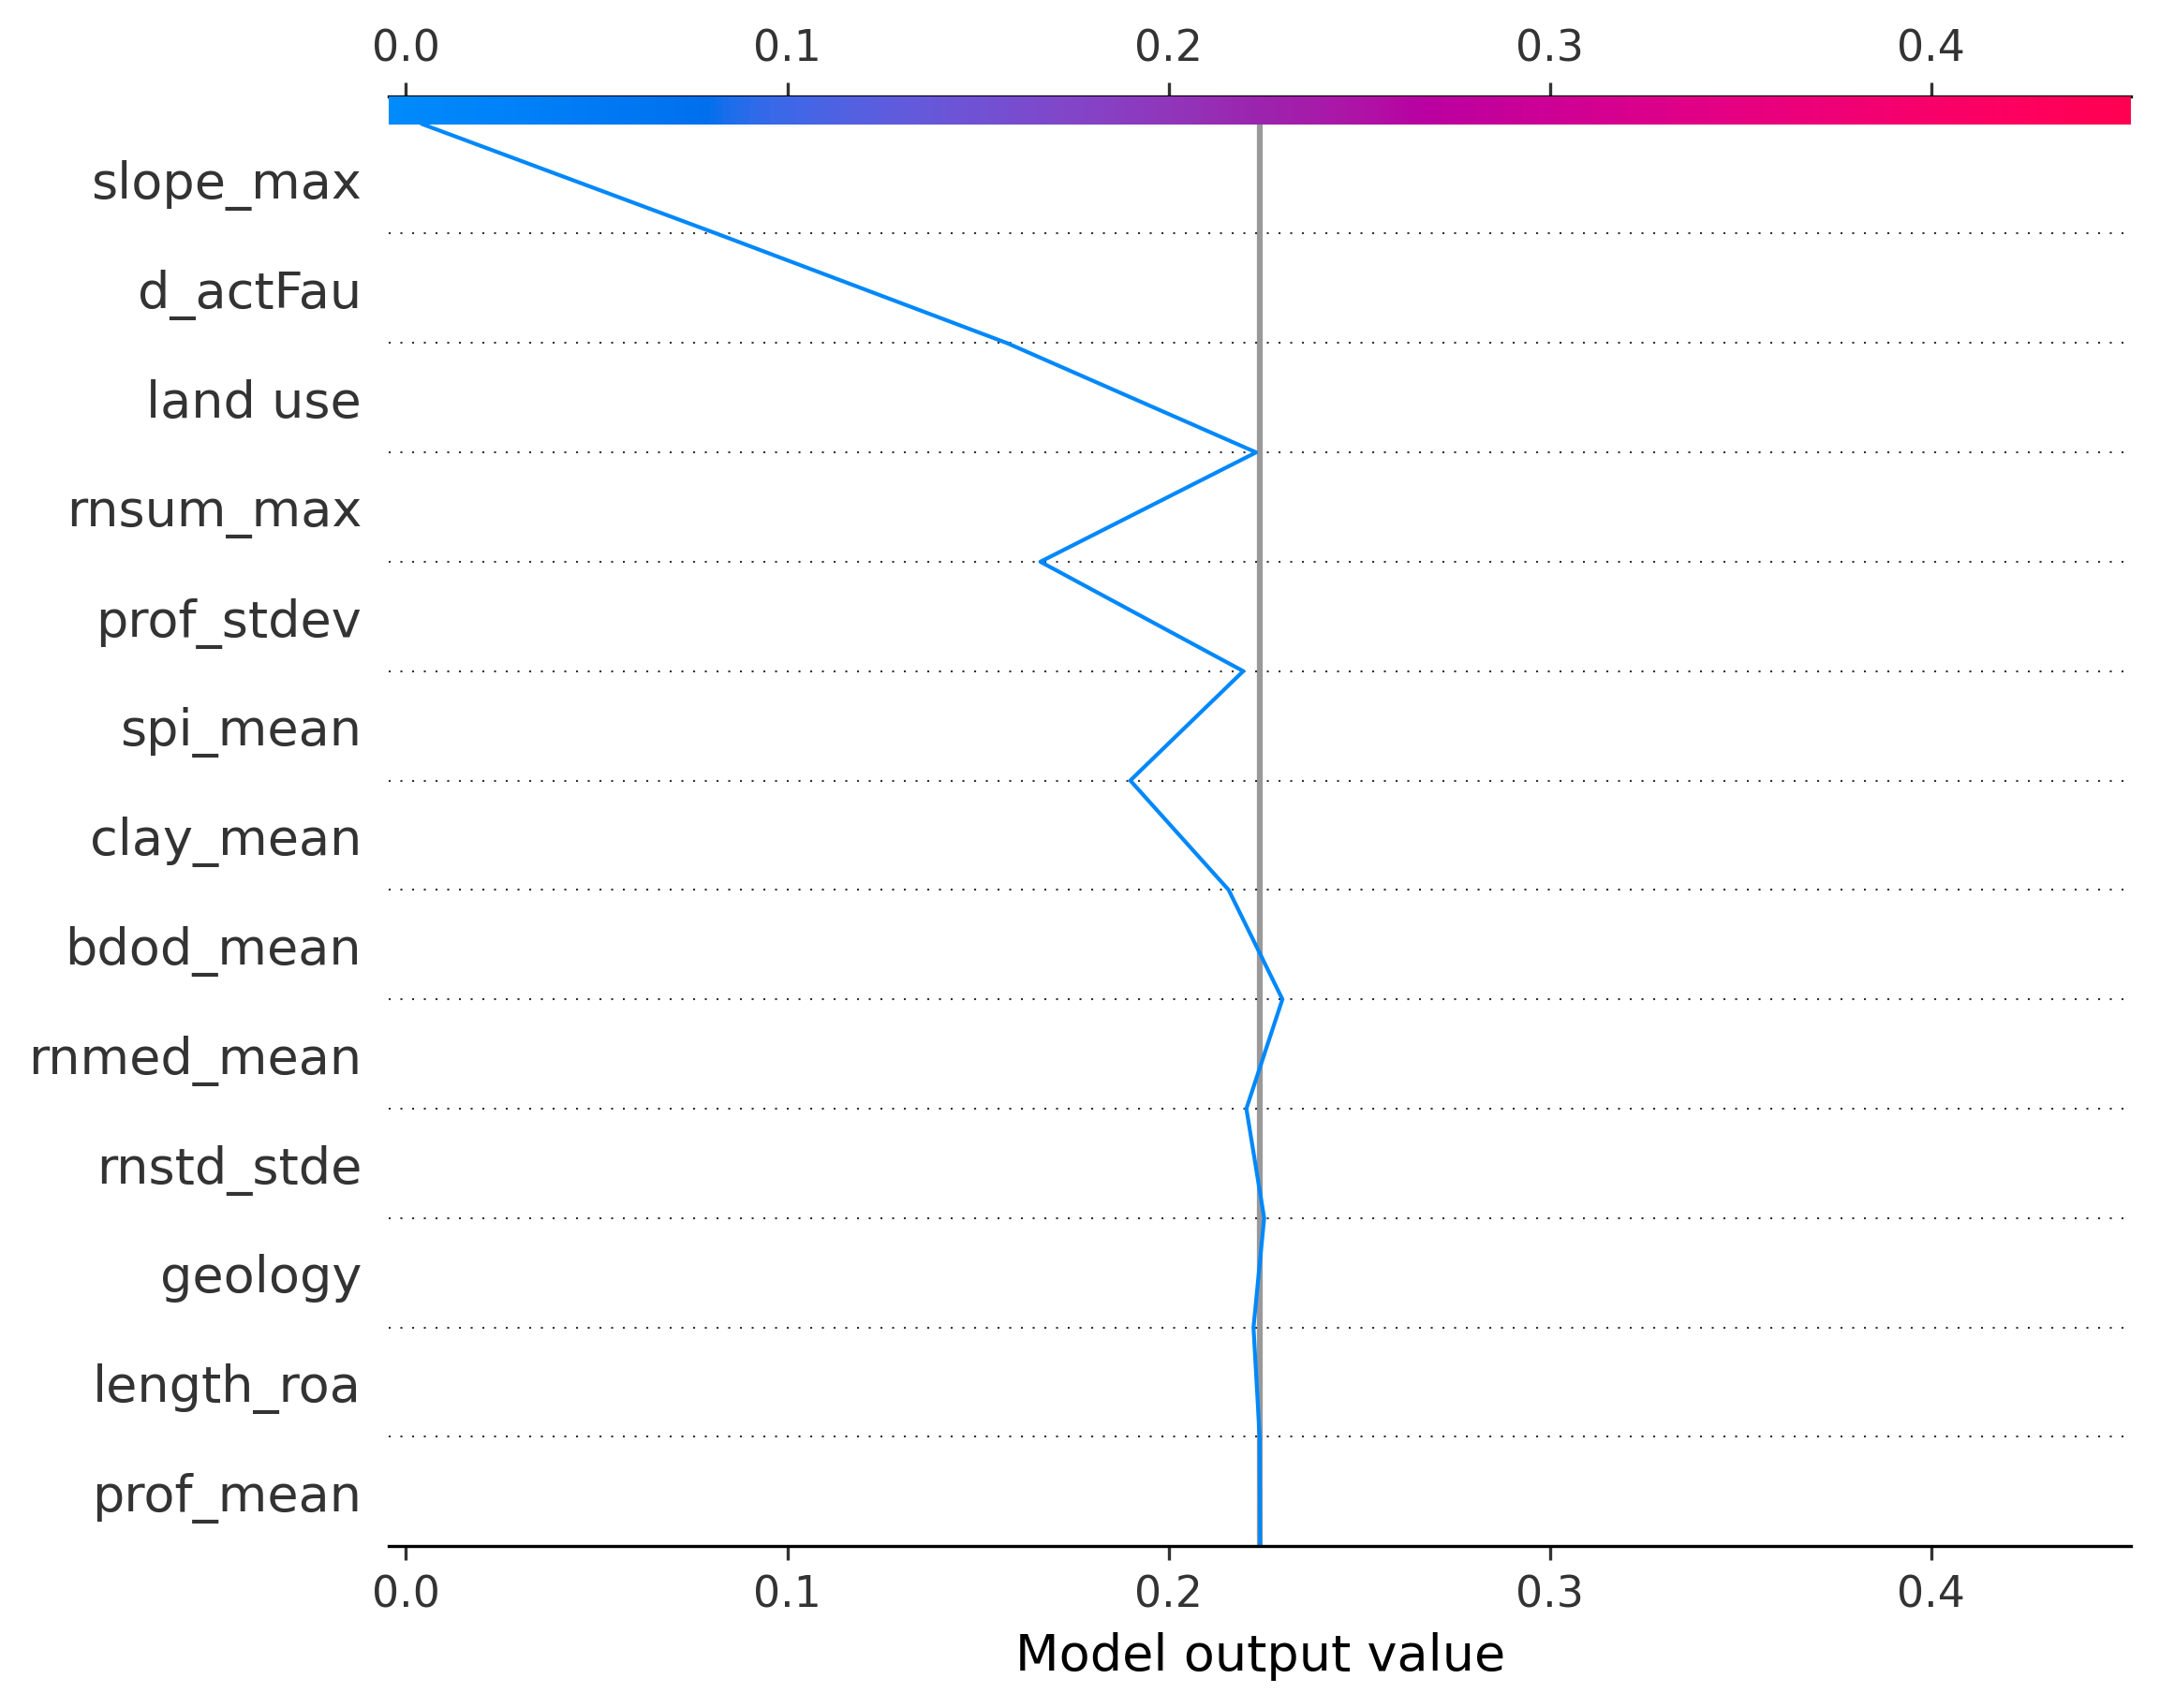 0.0 0.1 0.2 0.3 0.4
slope_max
d_actFau
land use
rnsum_max
prof_stdev
spi_mean
clay_mean
bdod_mean
rnmed_mean
rnstd_stde
geology
length_roa
prof_mean
0.0 0.1 0.2 0.3 0.4
Model output value